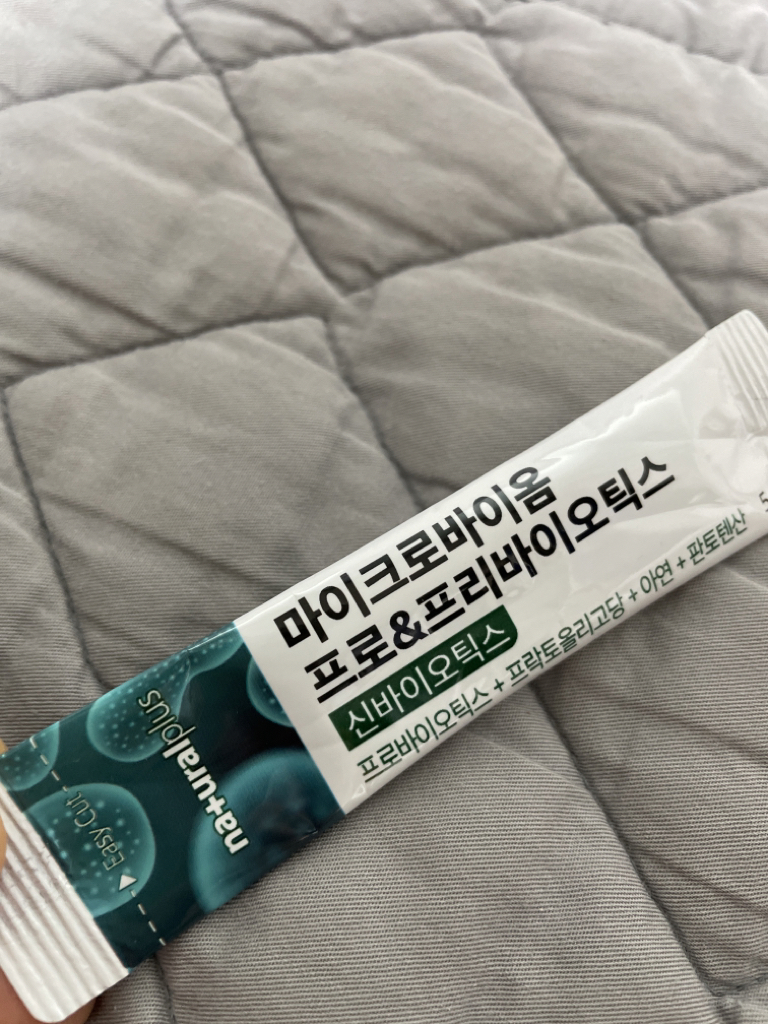 마이크로바이옴
프로&프리바이오틱스
신바이오틱스
프로바이오틱스 + 프락토올리고당 + 아연 + 판토텐산
na+uralplus
Easy Cut